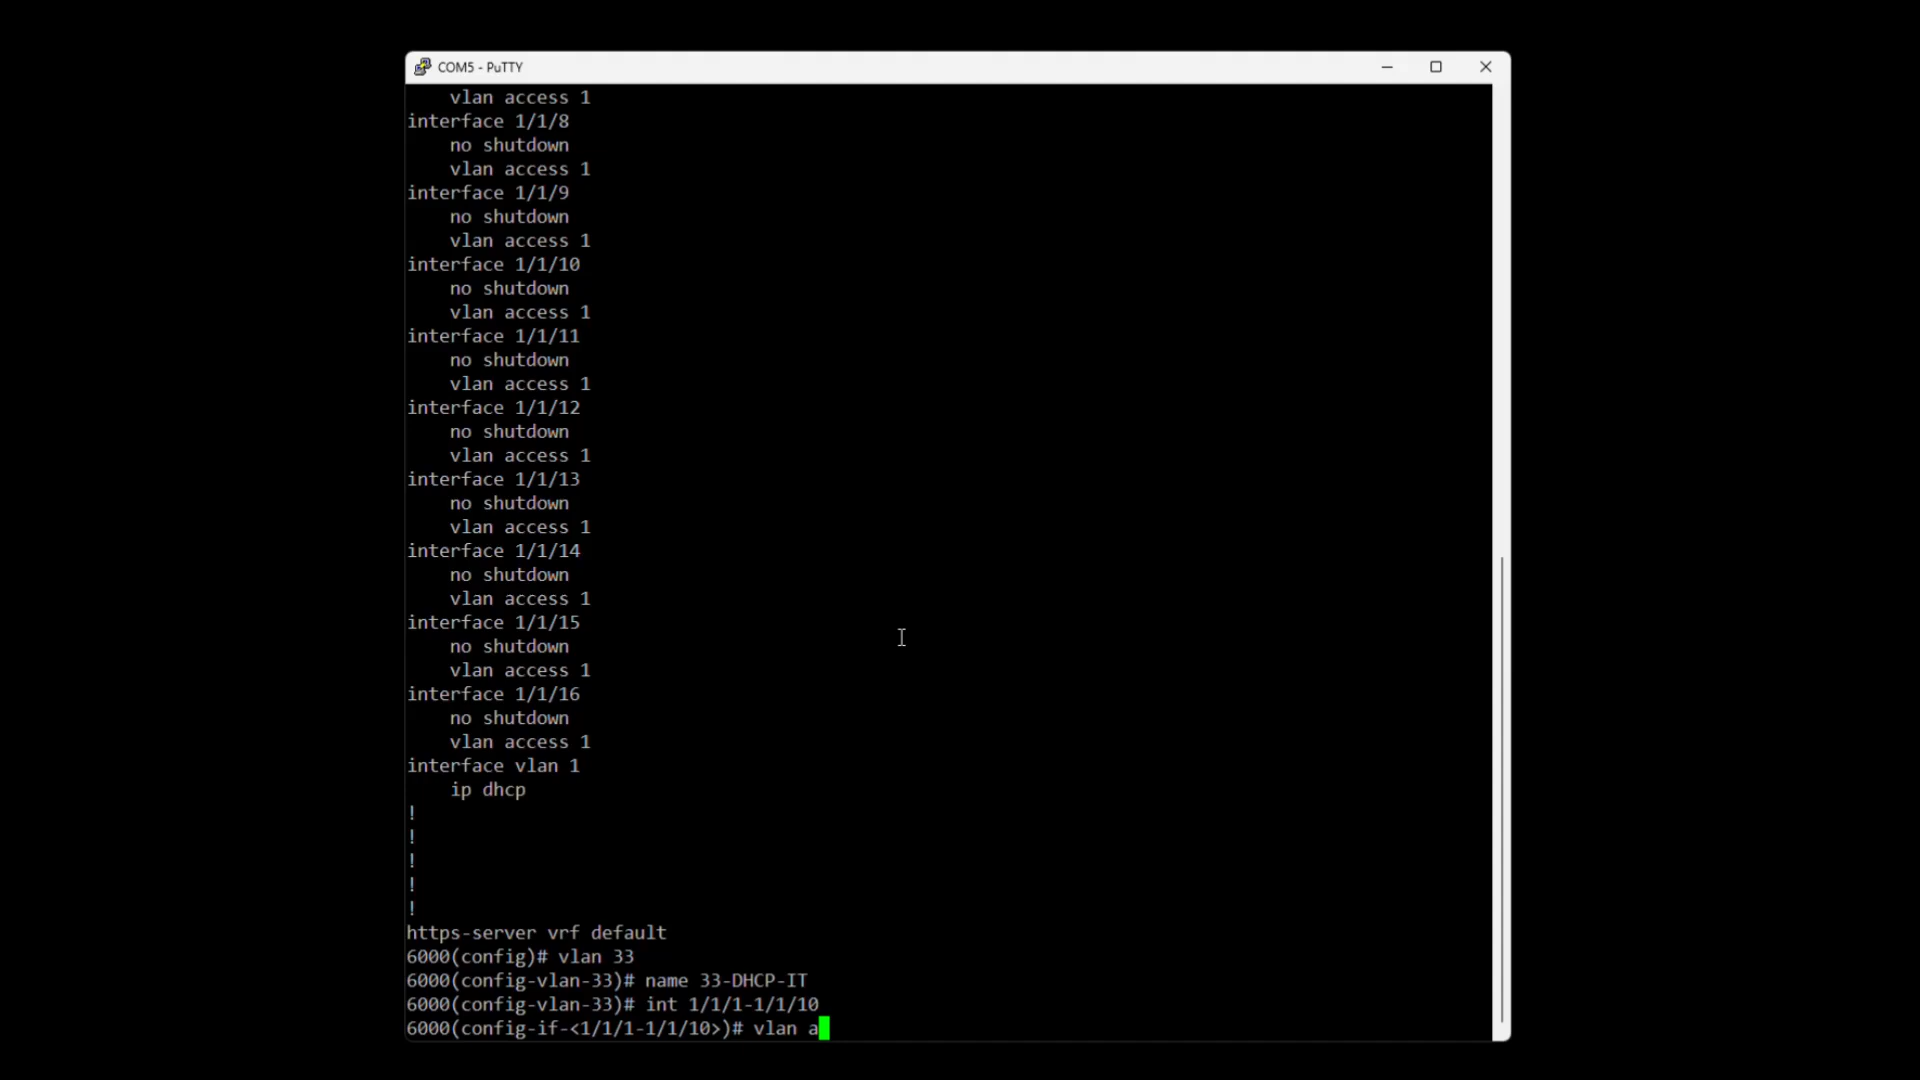 COM5 - PuTTY
vlan access 1
interface 1/1/8
no shutdown
vlan access 1
interface 1/1/9
no shutdown
vlan access 1
interface 1/1/10
no shutdown
vlan access 1
interface 1/1/11
no shutdown
vlan access 1
interface 1/1/12
no shutdown
vlan access 1
interface 1/1/13
no shutdown
vlan access 1
interface 1/1/14
no shutdown
vlan access 1
interface 1/1/15
no shutdown
vlan access 1
interface 1/1/16
no shutdown
vlan access 1
interface vlan 1
ip dhcp
!
!
!
!
!
https-server vrf default
6000(config)# vlan 33
6000(config-vlan-33)# name 33-DHCP-IT
6000(config-vlan-33)# int 1/1/1-1/1/10
6000(config-if-<1/1/1-1/1/10>)# vlan a